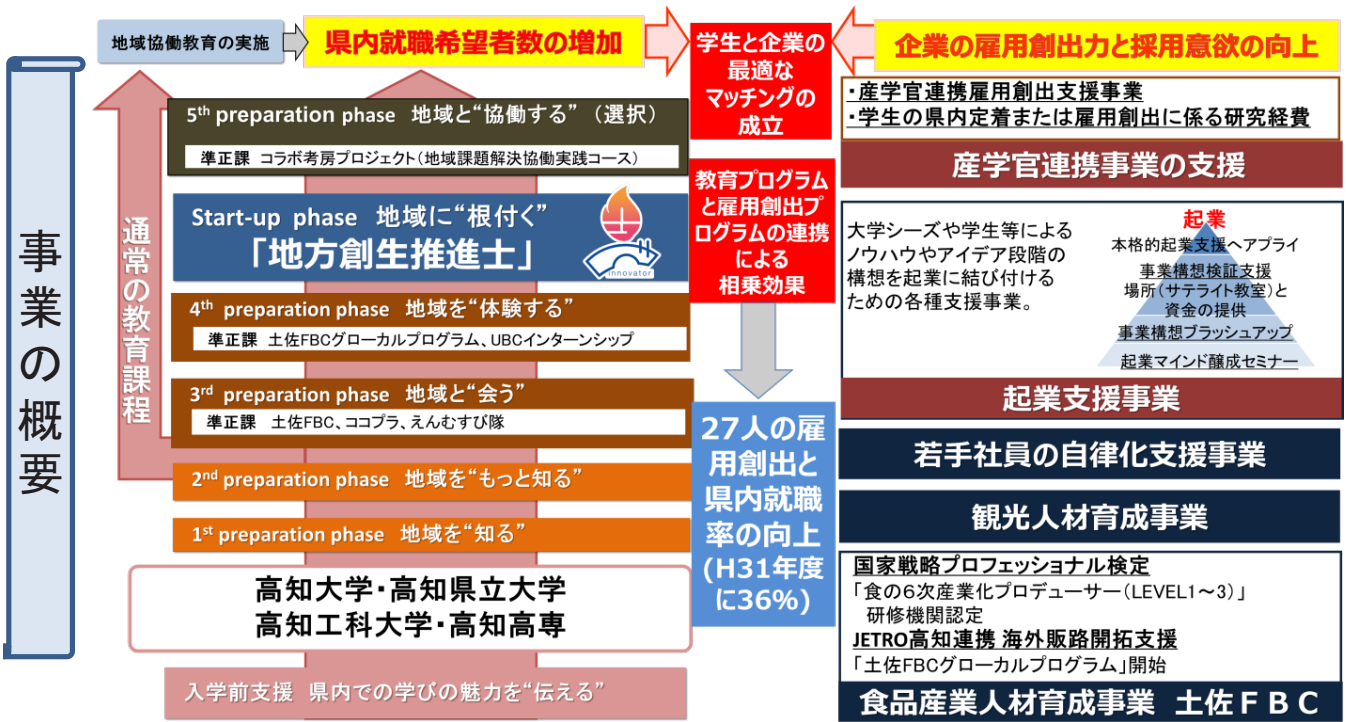 事業の概要
地域協働教育の実施
県内就職希望者数の増加
通常の教育課程
5th preparation phase 地域と“協働する” （選択）
準正課 コラボ考房プロジェクト(地域課題解決協働実践コース)
Start-up phase 地域に“根付く”
「地方創生推進士」
innovator
4th preparation phase 地域を“体験する”
準正課 土佐FBCグローカルプログラム、UBCインターンシップ
3rd preparation phase 地域と“会う”
準正課 土佐FBC、ココプラ、えんむすび隊
2nd preparation phase 地域を“もっと知る”
1st preparation phase 地域を“知る”
高知大学・高知県立大学
高知工科大学・高知高専
入学前支援 県内での学びの魅力を“伝える”
学生と企業の
最適な
マッチングの
成立
教育プログラム
と雇用創出プ
ログラムの連携
による
相乗効果
27人の雇
用創出と
県内就職
率の向上
(H31年度
に36%)
企業の雇用創出力と採用意欲の向上
・産学官連携雇用創出支援事業
・学生の県内定着または雇用創出に係る研究経費
産学官連携事業の支援
大学シーズや学生等による
ノウハウやアイデア段階の
構想を起業に結び付ける
ための各種支援事業。
起業
本格的起業支援へアプライ
事業構想検証支援
場所(サテライト教室)と
資金の提供
事業構想ブラッシュアップ
起業マインド醸成セミナー
起業支援事業
若手社員の自律化支援事業
観光人材育成事業
国家戦略プロフェッショナル検定
「食の６次産業化プロデューサー(LEVEL1～3)」
研修機関認定
JETRO高知連携 海外販路開拓支援
「土佐FBCグローカルプログラム」開始
食品産業人材育成事業 土佐ＦＢＣ